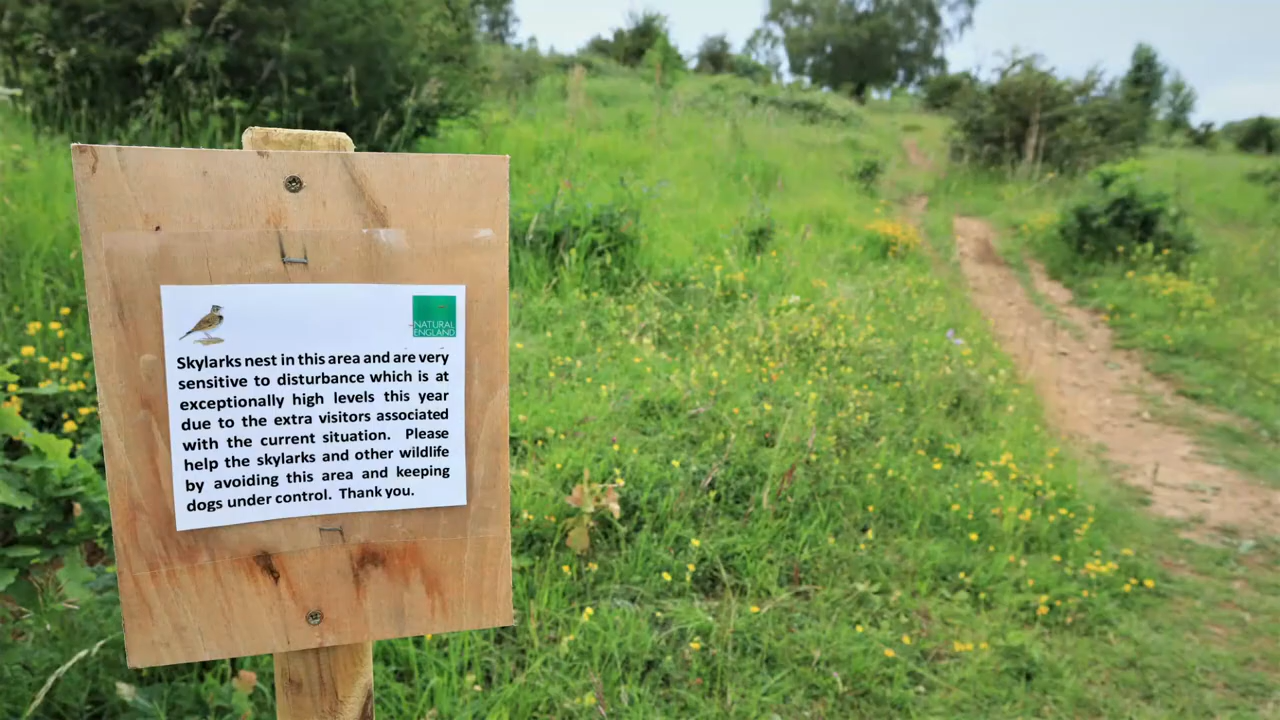 NATURAL
ENGLAND
Skylarks nest in this area and are very
sensitive to disturbance which is at
exceptionally high levels this year
due to the extra visitors associated
with the current situation. Please
help the skylarks and other wildlife
by avoiding this area and keeping
dogs under control. Thank you.